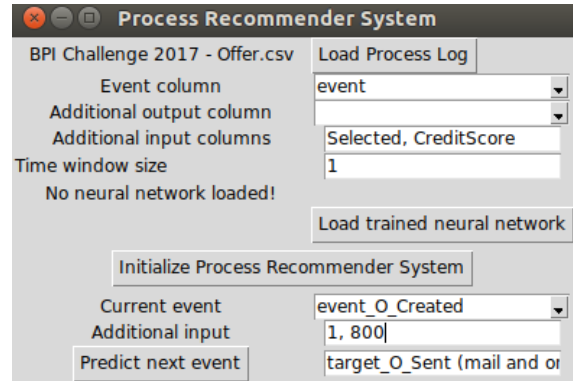 Process Recommender System
BPI Challenge 2017 - Offer.csv Load Process Log
Event column event
Additional output column
Additional input columns Selected, CreditScore
Time window size 1
No neural network loaded!
Load trained neural network
Initialize Process Recommender System
Current event event_O_Created
Additional input 1, 800
Predict next event target_O_Sent (mail and